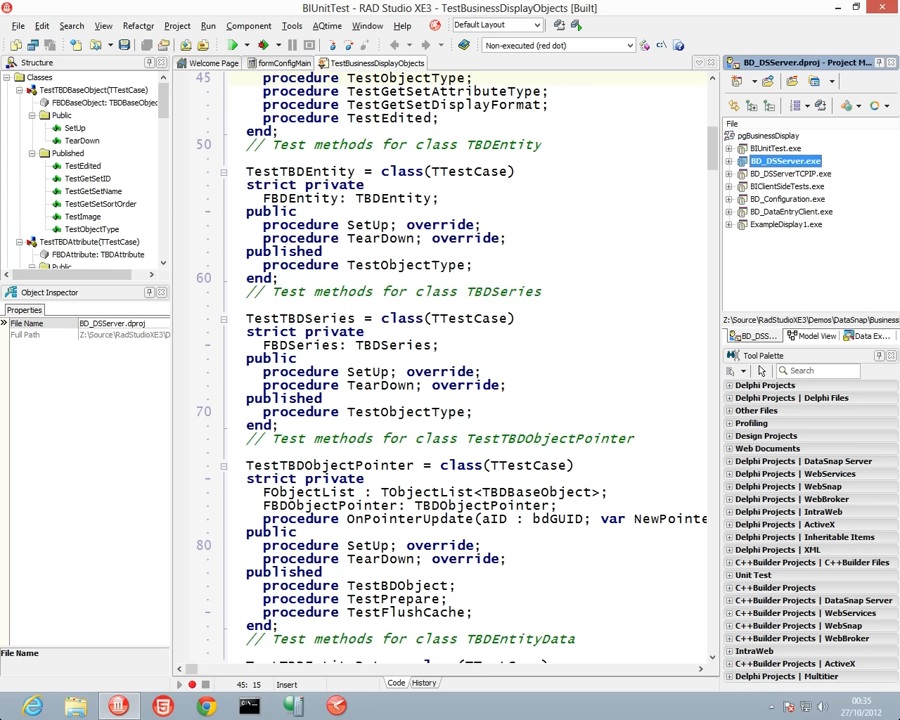 BIUnitTest - RAD Studio XE3 - TestBusinessDisplayObjects [Built]
File Edit Search View Refactor Project Run Component Tools Window Help Default Layout
Non-executed (red dot)
Structure
Classes
TestTBDBaseObject(TTestCase)
FBDBaseObject: TBDBaseObjec
Public
SetUp
TearDown
Published
TestEdited
TestGetSetID
TestGetSetName
TestGetSetSortOrder
TestImage
TestObjectType
TestTBDAttribute(TTestCase)
FBDAttribute: TBDAttribute
Public
Object Inspector
Properties
File Name BD_DSServer.dproj
Full Path Z:\Source\RadStudioXE3\D
File Name
Welcome Page formConfigMain TestBusinessDisplayObjects
45 procedure TestObjectType;
procedure TestGetSetAttributeType;
procedure TestGetSetDisplayFormat;
procedure TestEdited;
end;
50 // Test methods for class TBDEntity
TestTBDEntity = class(TTestCase)
strict private
FBDEntity: TBDEntity;
public
procedure SetUp; override;
procedure TearDown; override;
published
procedure TestObjectType;
60 end;
// Test methods for class TBDSeries
TestTBDSeries = class(TTestCase)
strict private
FBDSeries: TBDSeries;
public
procedure SetUp; override;
procedure TearDown; override;
published
70 procedure TestObjectType;
end;
// Test methods for class TestTBDObjectPointer
TestTBDObjectPointer = class(TTestCase)
strict private
FObjectList : TObjectList<TBDBaseObject>;
FBDObjectPointer: TBDObjectPointer;
procedure OnPointerUpdate(aID : bdGUID; var NewPointe
public
80 procedure SetUp; override;
procedure TearDown; override;
published
procedure TestBDObject;
procedure TestPrepare;
procedure TestFlushCache;
end;
// Test methods for class TBDEntityData
45: 15 Insert Code History
BD_DSServer.dproj - Project M...
File
pgBusinessDisplay
BIUnitTest.exe
BD_DSServer.exe
BD_DSServerTCPIP.exe
BIClientSideTests.exe
BD_Configuration.exe
BD_DataEntryClient.exe
ExampleDisplay1.exe
Z:\Source\RadStudioXE3\Demos\DataSnap\Business
BD_DSS... Model View Data Ex...
Tool Palette
Search
Delphi Projects
Delphi Projects | Delphi Files
Other Files
Profiling
Design Projects
Web Documents
Delphi Projects | DataSnap Server
Delphi Projects | WebServices
Delphi Projects | WebSnap
Delphi Projects | WebBroker
Delphi Projects | IntraWeb
Delphi Projects | ActiveX
Delphi Projects | Inheritable Items
Delphi Projects | XML
C++Builder Projects | C++Builder Files
Unit Test
C++Builder Projects
C++Builder Projects | DataSnap Server
C++Builder Projects | WebServices
C++Builder Projects | WebSnap
C++Builder Projects | WebBroker
IntraWeb
C++Builder Projects | ActiveX
Delphi Projects | Multitier
00:35
27/10/2012